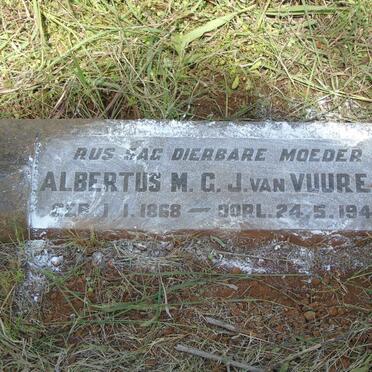 RUS SAG DIERBARE MOEDER
ALBERTUS M. C. J. VAN VUURE
GEB. 1. 1. 1868 — OORL. 24. 5. 194